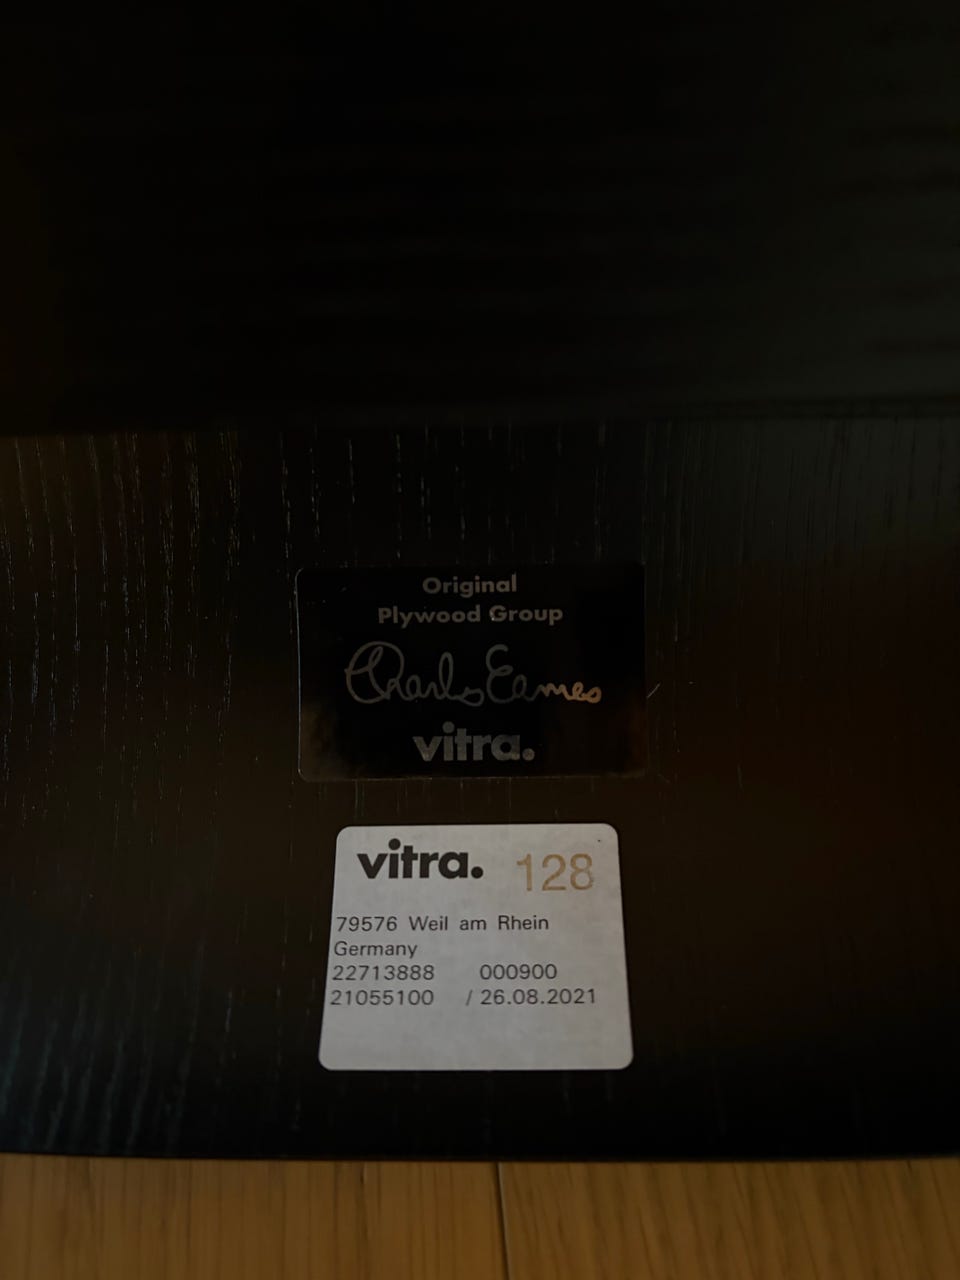 Original
Plywood Group
Charles Eames
vitra.
vitra. 128
79576 Weil am Rhein
Germany
22713888 000900
21055100 / 26.08.2021